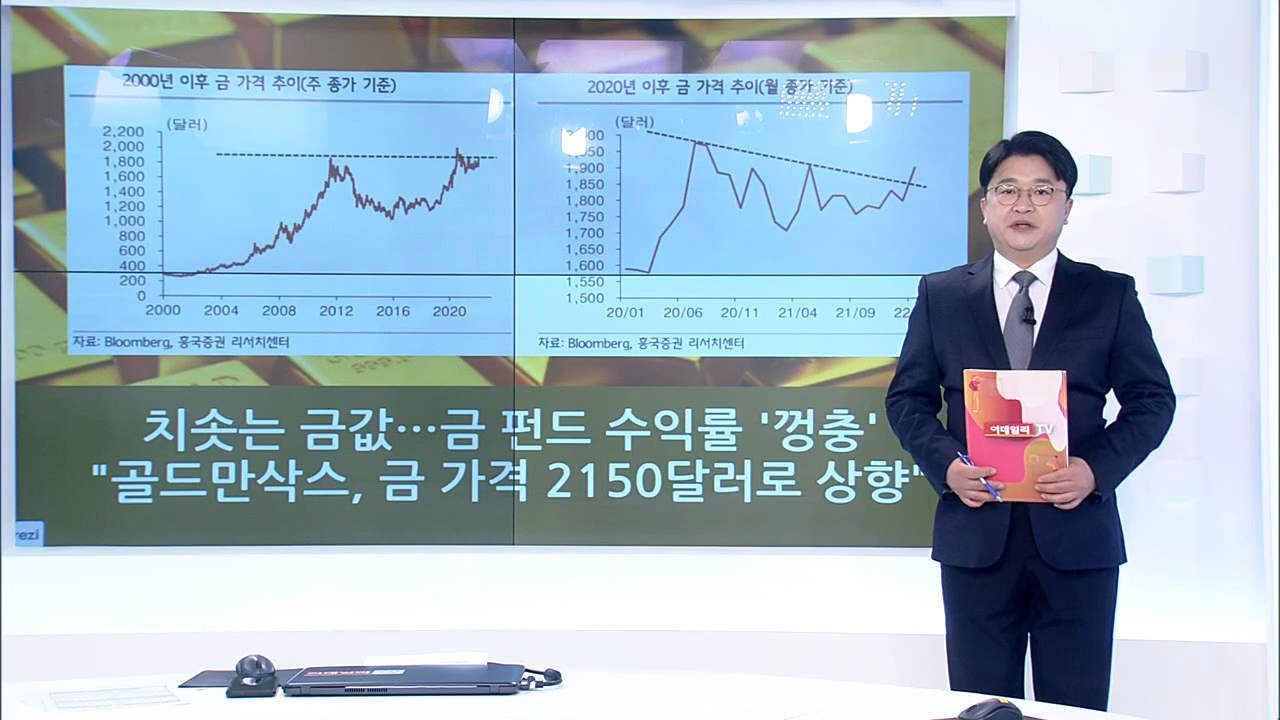 2000년 이후 금 가격 추이(주 종가 기준)
(달러)
2,200
2,000
1,800
1,600
1,400
1,200
1,000
800
600
400
200
0
2000 2004 2008 2012 2016 2020
자료: Bloomberg, 흥국증권 리서치센터
2020년 이후 금 가격 추이(월 종가 기준)
(달러)
1,900
1,850
1,800
1,750
1,700
1,650
1,600
1,550
1,500
20/01 20/06 20/11 21/04 21/09
자료: Bloomberg, 흥국증권 리서치센터
치솟는 금값…금 펀드 수익률 '껑충'
"골드만삭스, 금 가격 2150달러로 상향"
이데일리 TV